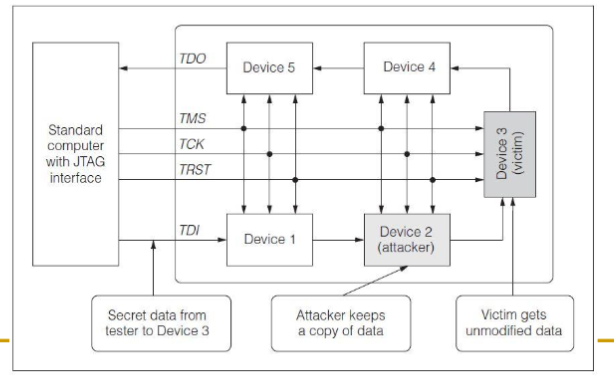 TDO
Device 5
Device 4
TMS
TCK
TRST
Standard
computer
with JTAG
interface
Device 3
(victim)
TDI
Device 1
Device 2
(attacker)
Secret data from
tester to Device 3
Attacker keeps
a copy of data
Victim gets
unmodified data